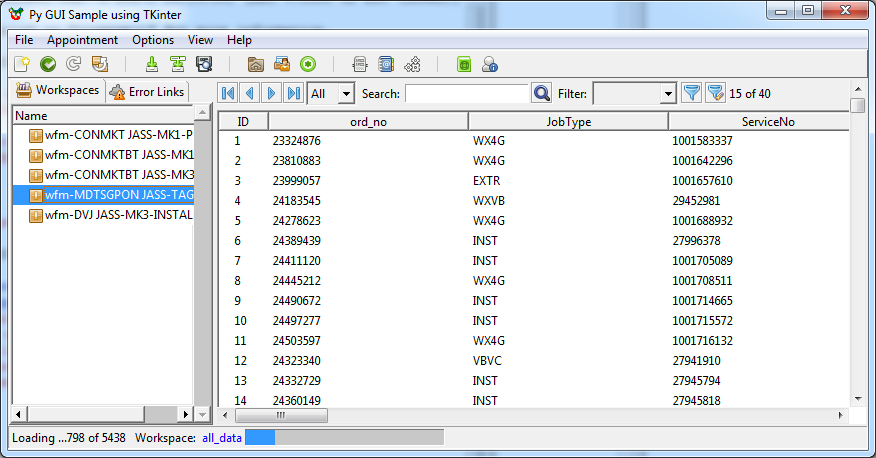 Py GUI Sample using TKinter
File Appointment Options View Help
Workspaces Error Links All Search: Filter: 15 of 40
Name
wfm-CONMKT JASS-MK1-P
wfm-CONMKTBT JASS-MK1
wfm-CONMKTBT JASS-MK3
wfm-MDTSGPON JASS-TAG
wfm-DVJ JASS-MK3-INSTAL
ID ord_no JobType ServiceNo
1 23324876 WX4G 1001583337
2 23810883 WX4G 1001642296
3 23999057 EXTR 1001657610
4 24183545 WXVB 29452981
5 24278623 WX4G 1001688932
6 24389439 INST 27996378
7 24411120 INST 1001705089
8 24445212 WX4G 1001708511
9 24490672 INST 1001714665
10 24497277 INST 1001715572
11 24503597 WX4G 1001716132
12 24323340 VBVC 27941910
13 24332729 INST 27945794
14 24360149 INST 27945818
Loading ...798 of 5438 Workspace: all_data